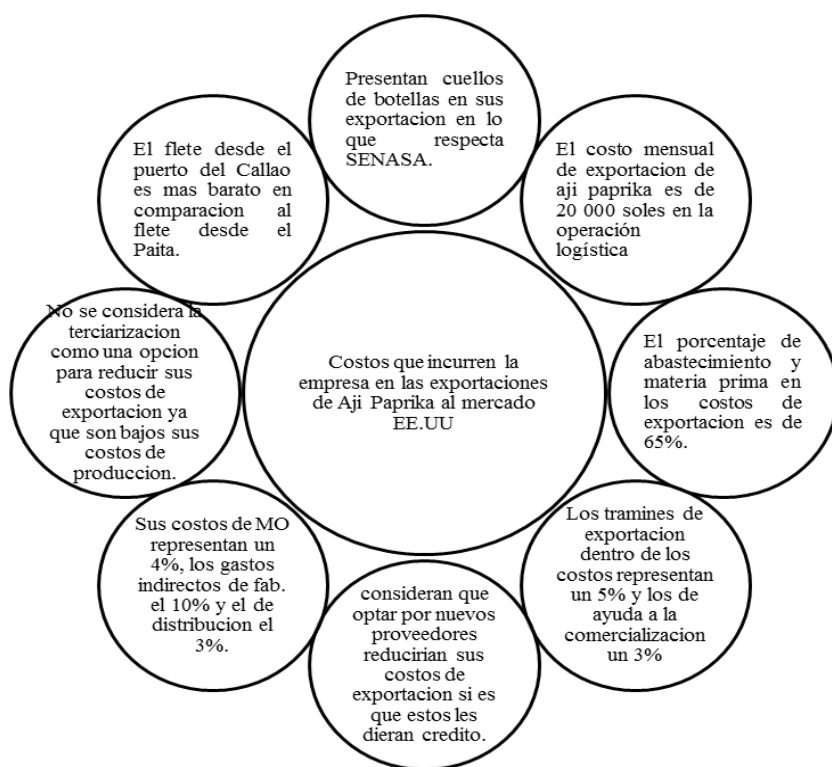 Presentan cuellos
de botellas en sus
exportacion en lo
que respecta
SENASA.
El costo mensual
de exportacion de
aji paprika es de
20 000 soles en la
operación
logística
El porcentaje de
abastecimiento y
materia prima en
los costos de
exportacion es de
65%.
Los tramines de
exportacion
dentro de los
costos representan
un 5% y los de
ayuda a la
comercializacion
un 3%
consideran que
optar por nuevos
proveedores
reducirian sus
costos de
exportacion si es
que estos les
dieran credito.
Sus costos de MO
representan un
4%, los gastos
indirectos de fab.
el 10% y el de
distribucion el
3%.
No se considera la
terciarizacion
como una opcion
para reducir sus
costos de
exportacion ya
que son bajos sus
costos de
produccion.
El flete desde el
puerto del Callao
es mas barato en
comparacion al
flete desde el
Paita.
Costos que incurren la
empresa en las exportaciones
de Aji Paprika al mercado
EE.UU